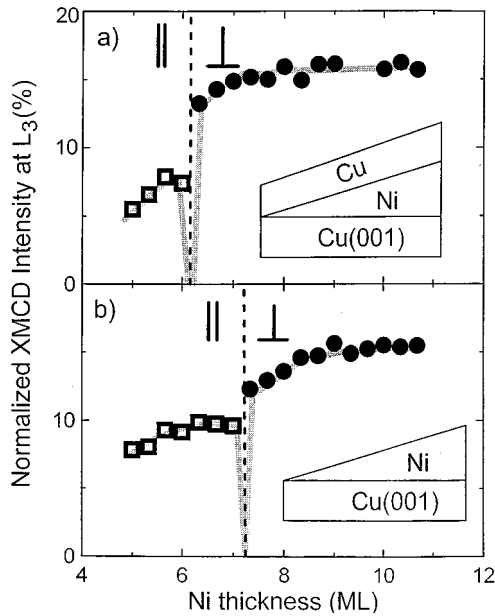 Normalized XMCD Intensity at L₃(%)
20
a)
|| ⊥
10
Cu
Ni
Cu(001)
0
b)
|| ⊥
10
Ni
Cu(001)
0
4 6 8 10 12
Ni thickness (ML)